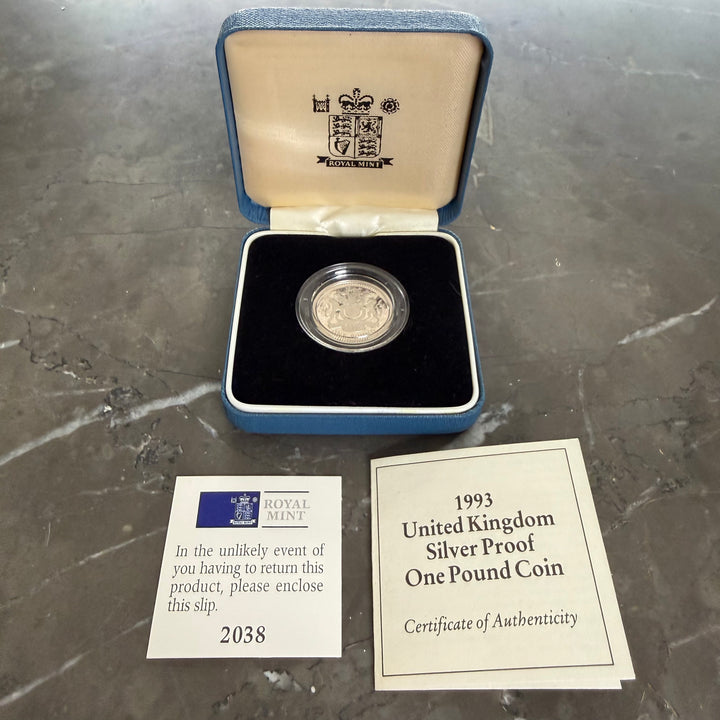 ROYAL MINT
ROYAL
MINT
In the unlikely event of
you having to return this
product, please enclose
this slip.
2038
1993
United Kingdom
Silver Proof
One Pound Coin
Certificate of Authenticity